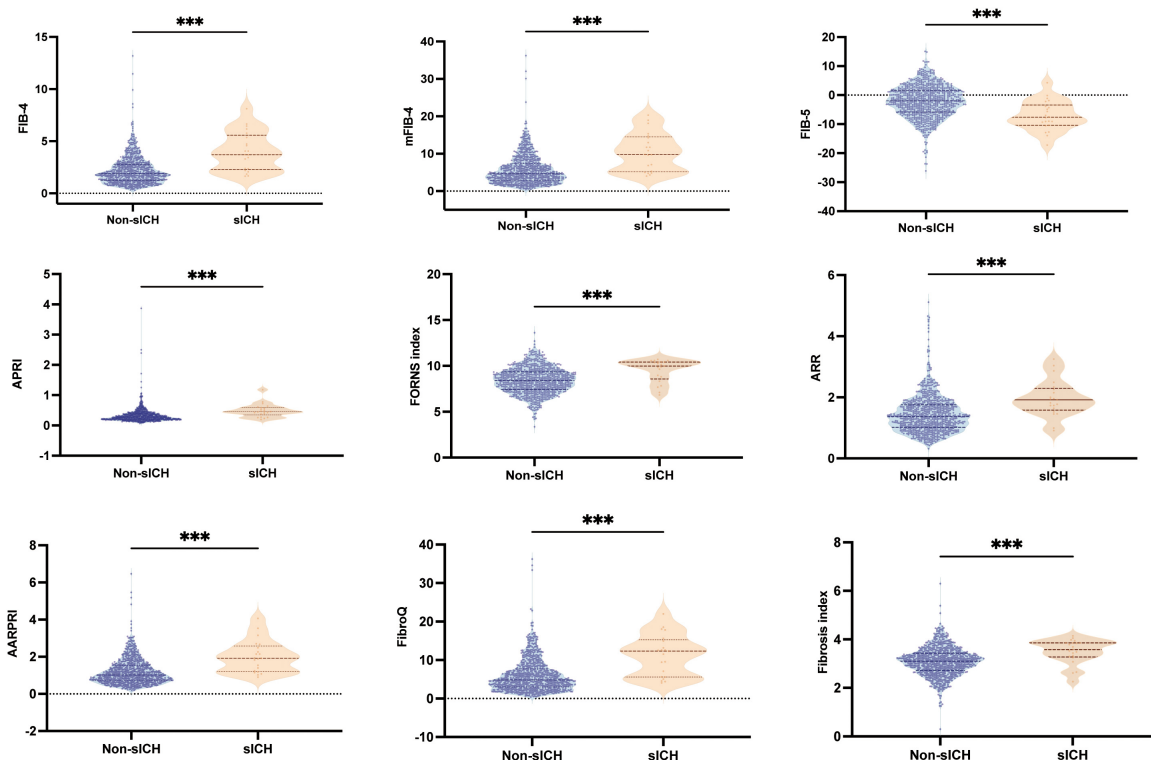 ***
15
10
5
0
FIB-4
Non-sICH
sICH
***
40
30
20
10
0
mFIB-4
Non-sICH
sICH
***
20
10
0
-10
-20
-30
-40
FIB-5
Non-sICH
sICH
***
5
4
3
2
1
0
-1
APRI
Non-sICH
sICH
***
20
15
10
5
0
FORNS index
Non-sICH
sICH
***
6
4
2
0
ARR
Non-sICH
sICH
***
8
6
4
2
0
-2
AARPRI
Non-sICH
sICH
***
40
30
20
10
0
-10
FibroQ
Non-sICH
sICH
***
8
6
4
2
0
Fibrosis index
Non-sICH
sICH